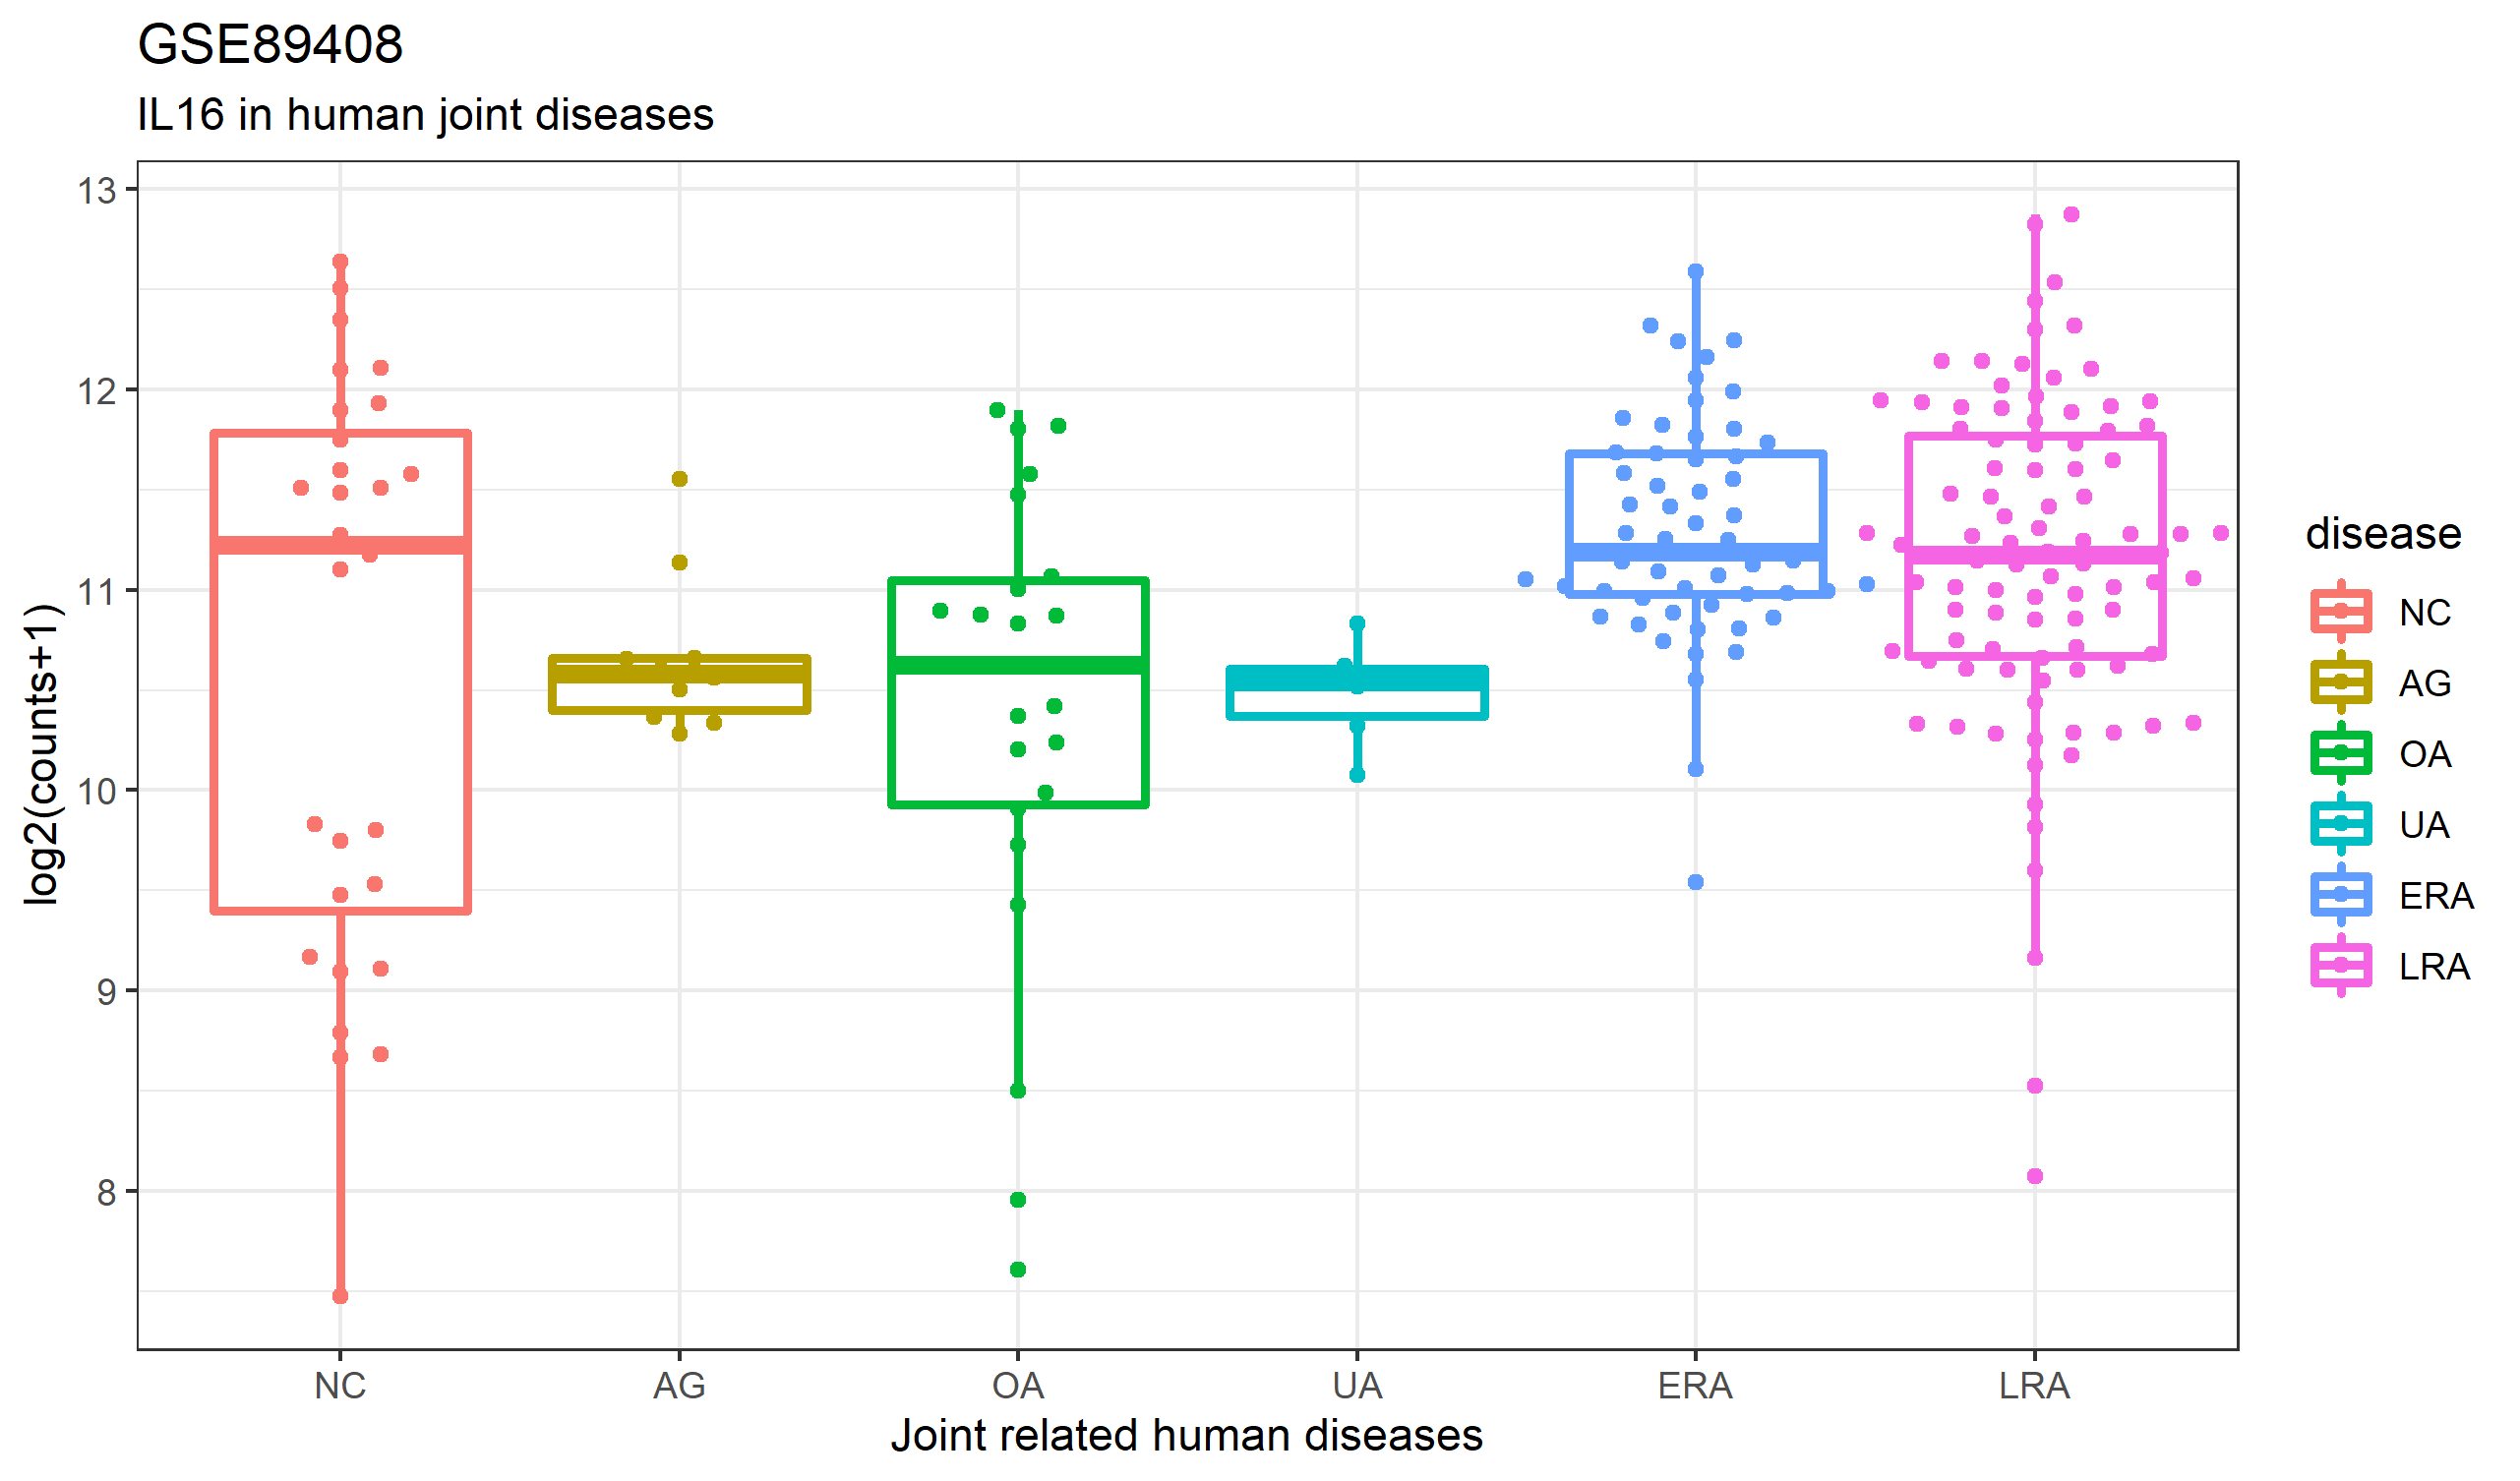 GSE89408
IL16 in human joint diseases
log2(counts+1)
13
12
11
10
9
8
NC
AG
OA
UA
ERA
LRA
Joint related human diseases
disease
NC
AG
OA
UA
ERA
LRA